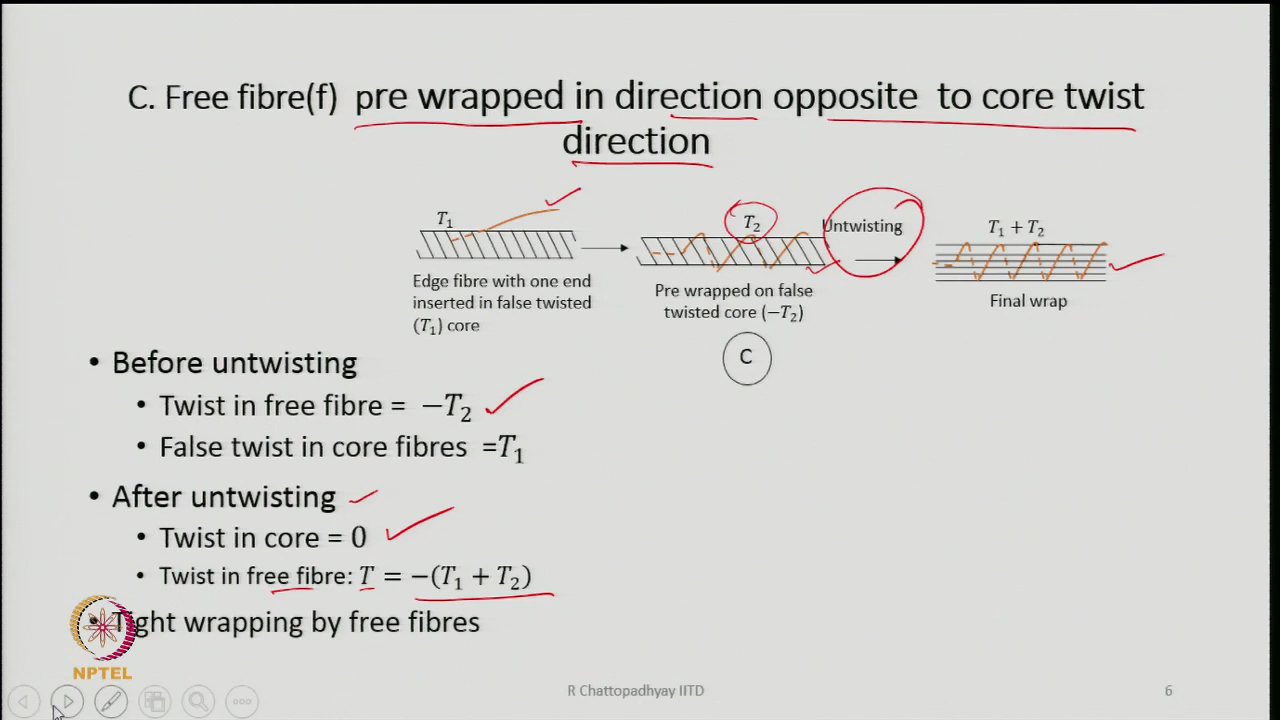 C. Free fibre(f) pre wrapped in direction opposite to core twist
direction
T₁
T₂
Untwisting
T₁ + T₂
Edge fibre with one end
inserted in false twisted
(T₁) core
Pre wrapped on false
twisted core (−T₂)
Final wrap
C
• Before untwisting
• Twist in free fibre = −T₂
• False twist in core fibres =T₁
• After untwisting
• Twist in core = 0
• Twist in free fibre: T = −(T₁ + T₂)
• Tight wrapping by free fibres
NPTEL
R Chattopadhyay IITD
6